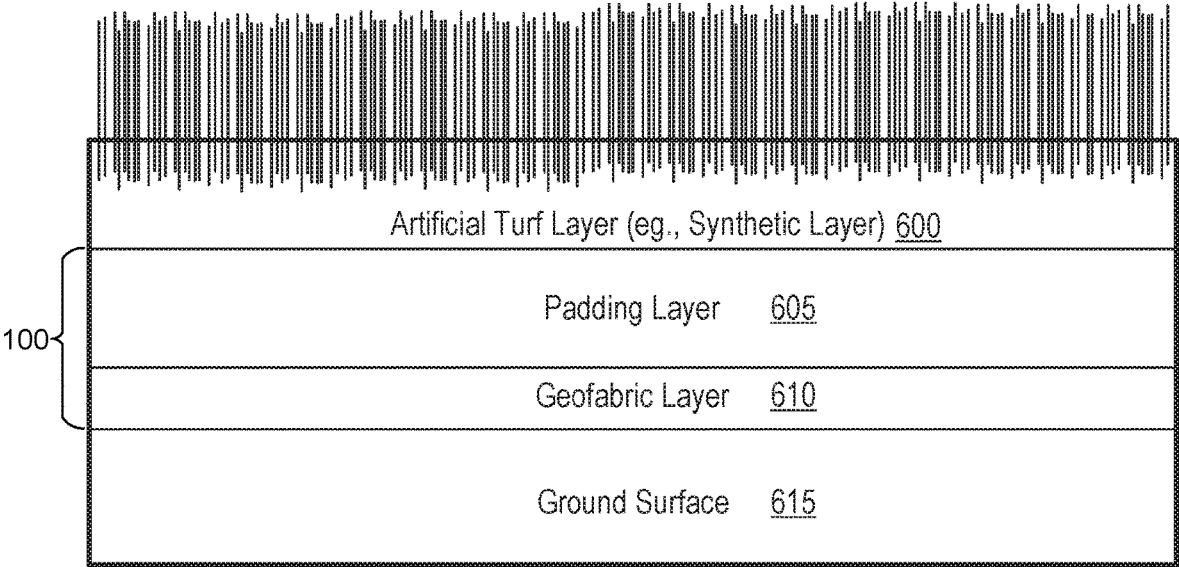 Artificial Turf Layer (eg., Synthetic Layer) 600
Padding Layer 605
100
Geofabric Layer 610
Ground Surface 615